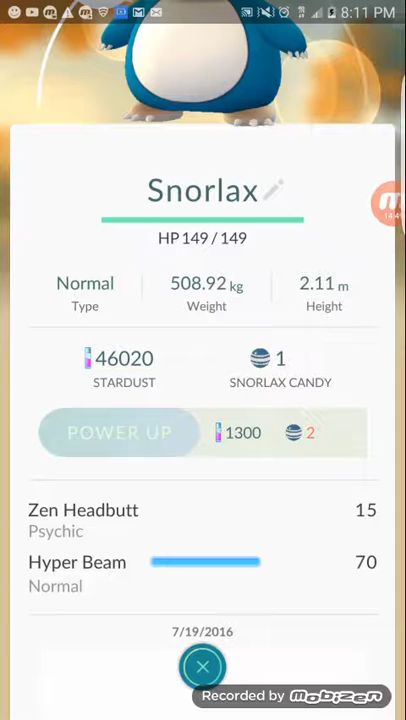 8:11 PM
Snorlax
HP 149 / 149
Normal 508.92 kg 2.11 m
Type Weight Height
14:49
46020 1
STARDUST SNORLAX CANDY
POWER UP 1300 2
Zen Headbutt 15
Psychic
Hyper Beam 70
Normal
7/19/2016
Recorded by mobizen